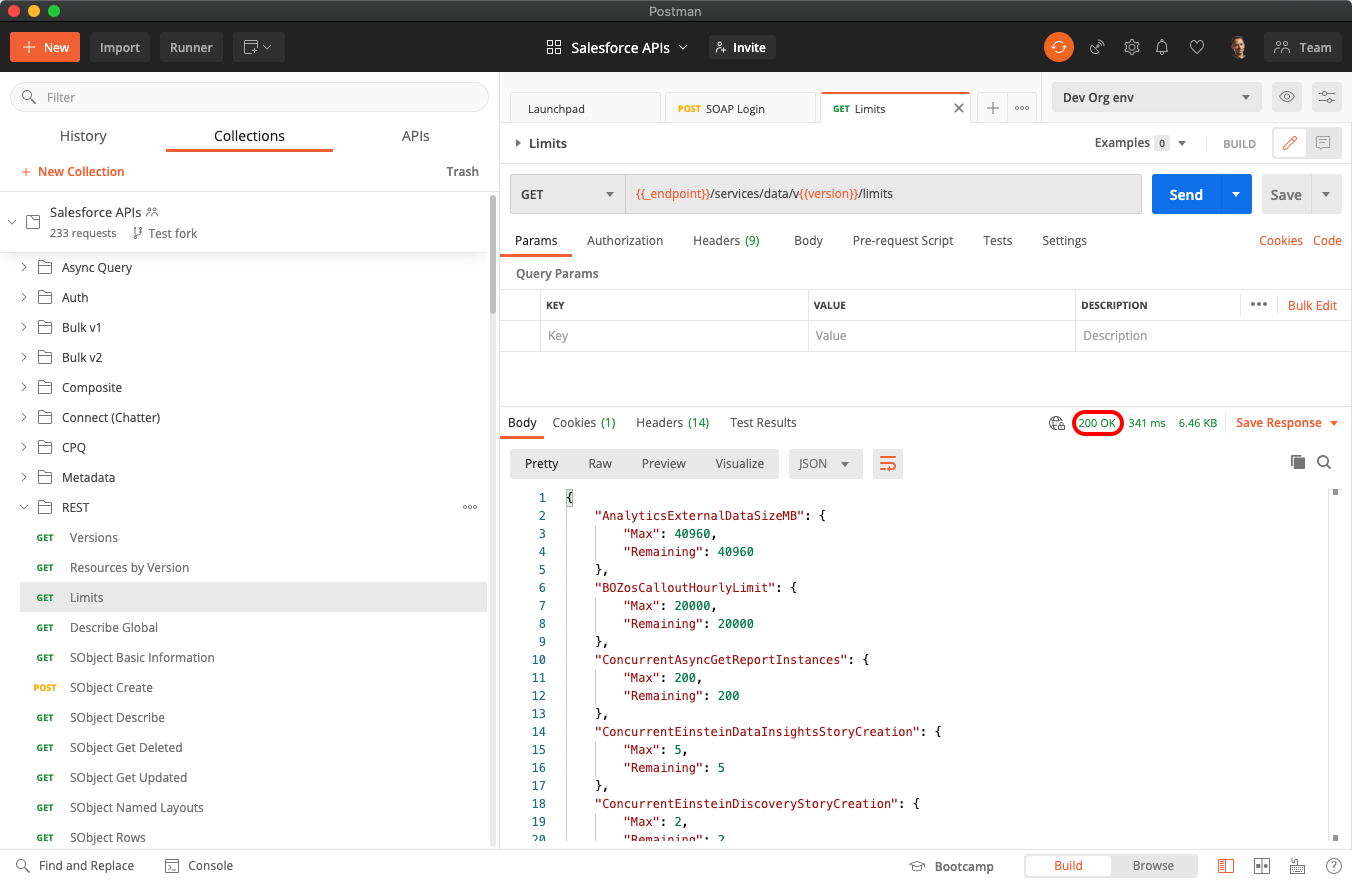 Postman
New
Import
Runner
Salesforce APIs
Invite
Team
Filter
History
Collections
APIs
New Collection
Trash
Salesforce APIs
233 requests
Test fork
Async Query
Auth
Bulk v1
Bulk v2
Composite
Connect (Chatter)
CPQ
Metadata
REST
GET Versions
GET Resources by Version
GET Limits
GET Describe Global
GET SObject Basic Information
POST SObject Create
GET SObject Describe
GET SObject Get Deleted
GET SObject Get Updated
GET SObject Named Layouts
GET SObject Rows
Launchpad
POST SOAP Login
GET Limits
Dev Org env
Limits
Examples 0
BUILD
GET
{{_endpoint}}/services/data/v{{version}}/limits
Send
Save
Params
Authorization
Headers (9)
Body
Pre-request Script
Tests
Settings
Cookies
Code
Query Params
KEY
VALUE
DESCRIPTION
Bulk Edit
Key
Value
Description
Body
Cookies (1)
Headers (14)
Test Results
200 OK
341 ms
6.46 KB
Save Response
Pretty
Raw
Preview
Visualize
JSON
1 {
2 "AnalyticsExternalDataSizeMB": {
3 "Max": 40960,
4 "Remaining": 40960
5 },
6 "BOZosCalloutHourlyLimit": {
7 "Max": 20000,
8 "Remaining": 20000
9 },
10 "ConcurrentAsyncGetReportInstances": {
11 "Max": 200,
12 "Remaining": 200
13 },
14 "ConcurrentEinsteinDataInsightsStoryCreation": {
15 "Max": 5,
16 "Remaining": 5
17 },
18 "ConcurrentEinsteinDiscoveryStoryCreation": {
19 "Max": 2,
20 "Remaining": 2
Find and Replace
Console
Bootcamp
Build
Browse